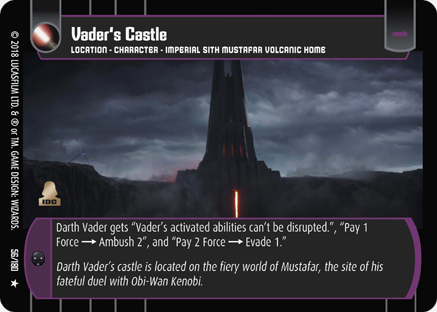 Vader's Castle
LOCATION - CHARACTER - IMPERIAL SITH MUSTAFAR VOLCANIC HOME
IDC
Darth Vader gets "Vader's activated abilities can't be disrupted.", "Pay 1
Force → Ambush 2", and "Pay 2 Force → Evade 1."
Darth Vader's castle is located on the fiery world of Mustafar, the site of his
fateful duel with Obi-Wan Kenobi.
© 2018 LUCASFILM LTD. & ® or TM. GAME DESIGN: WIZARDS.
56/180 ★